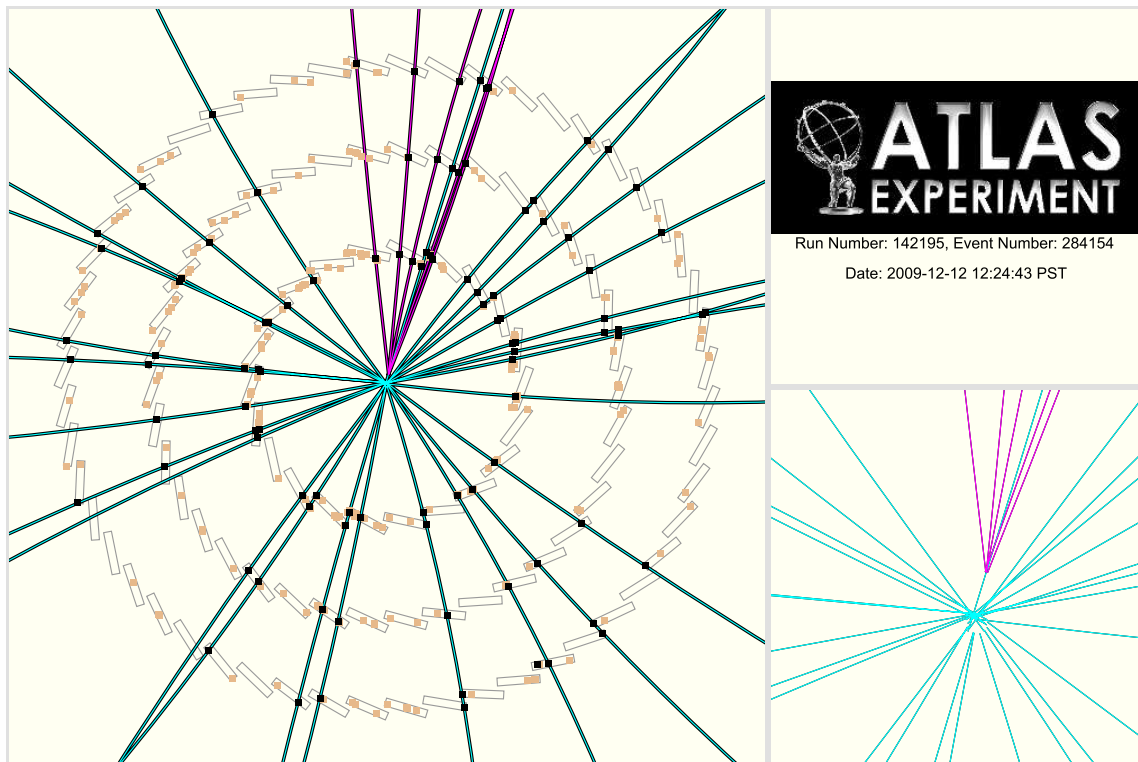 ATLAS
EXPERIMENT
Run Number: 142195, Event Number: 284154
Date: 2009-12-12 12:24:43 PST